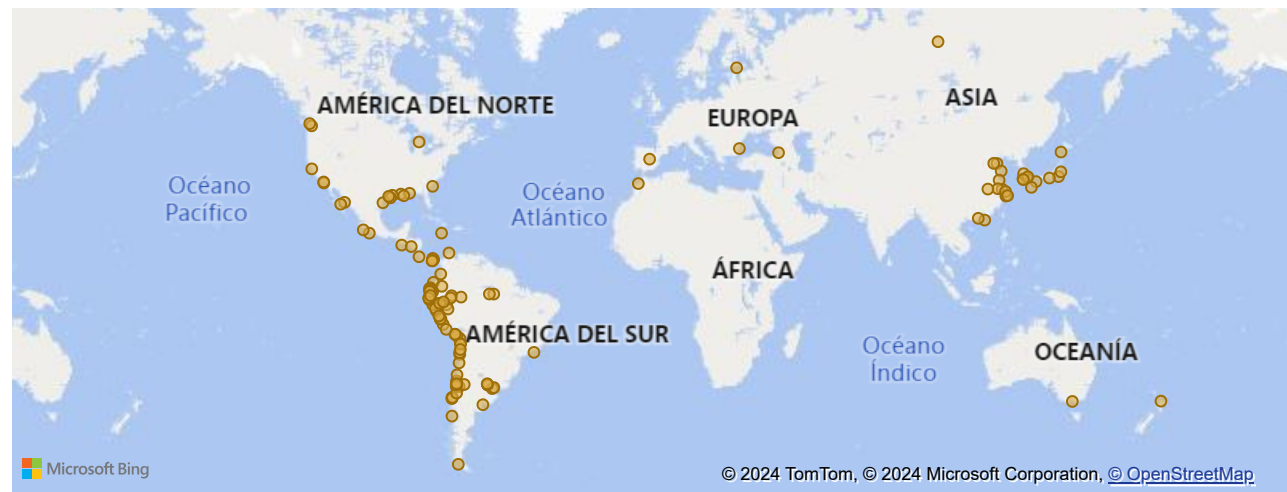 AMÉRICA DEL NORTE
ASIA
EUROPA
Océano
Pacífico
Océano
Atlántico
ÁFRICA
AMÉRICA DEL SUR
Océano
Índico
OCEANÍA
Microsoft Bing
© 2024 TomTom, © 2024 Microsoft Corporation, © OpenStreetMap